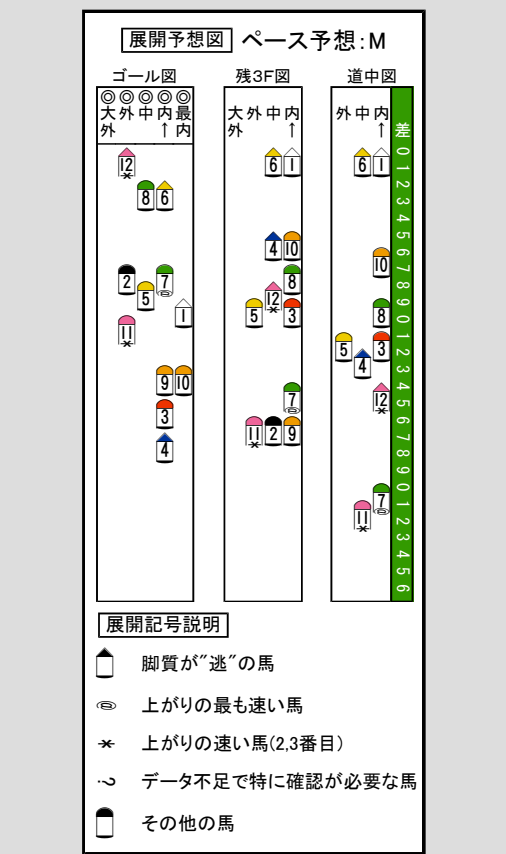 展開予想図 ペース予想:M
ゴール図 残3F図 道中図
◎◎◎◎◎
大外 外 中 内↑ 最内
大外 外 中 内↑
外 中 内↑
差
12 6 1 6 1 0
8 6 1
2
3
4
4 10 5
10 6
2 7 8 7
5 12 8
1 5 3 8 9
11 0
5 3 1
4 2
9 10 3
3 7 12 4
5
4 11 2 9 6
7
8
9
7 0
11 1
2
3
4
5
6
展開記号説明
脚質が"逃"の馬
◎ 上がりの最も速い馬
* 上がりの速い馬(2,3番目)
? データ不足で特に確認が必要な馬
その他の馬